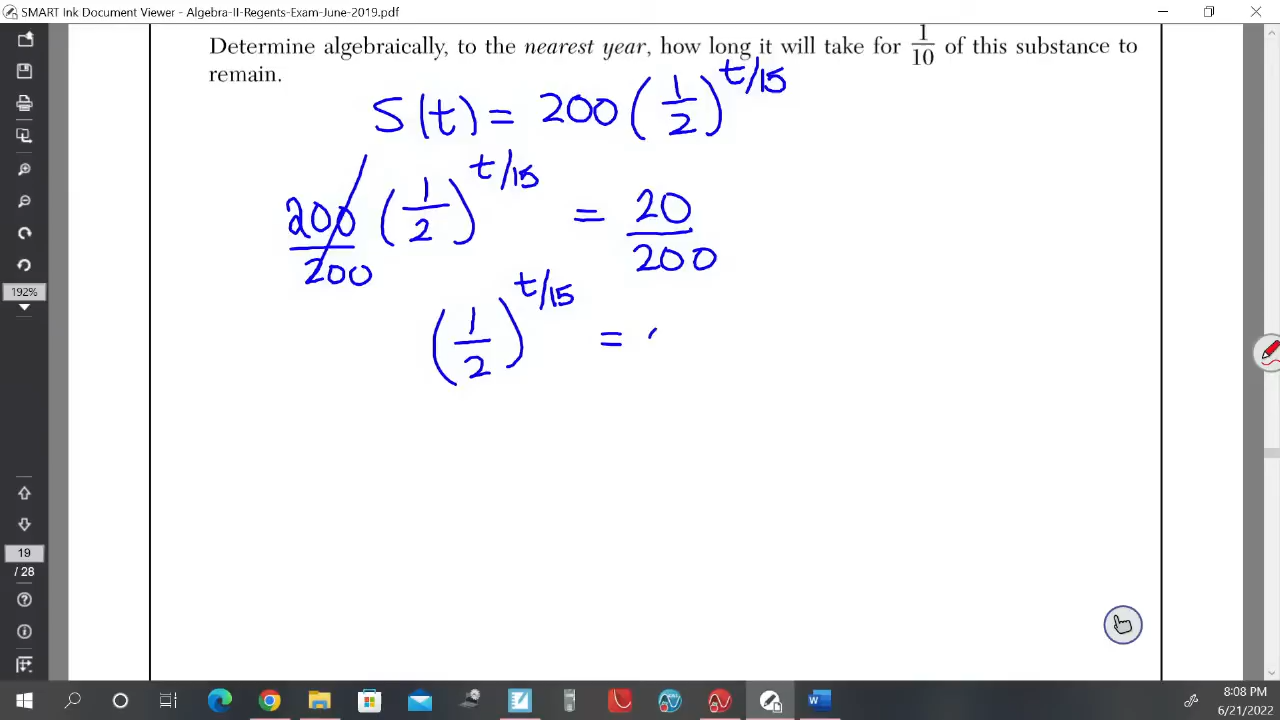 SMART Ink Document Viewer - Algebra-II-Regents-Exam-June-2019.pdf
Determine algebraically, to the nearest year, how long it will take for 1/10 of this substance to
remain.
S(t) = 200(1/2)^t/15
200/200 (1/2)^t/15 = 20/200
(1/2)^t/15 =
192%
19
/ 28
8:08 PM
6/21/2022